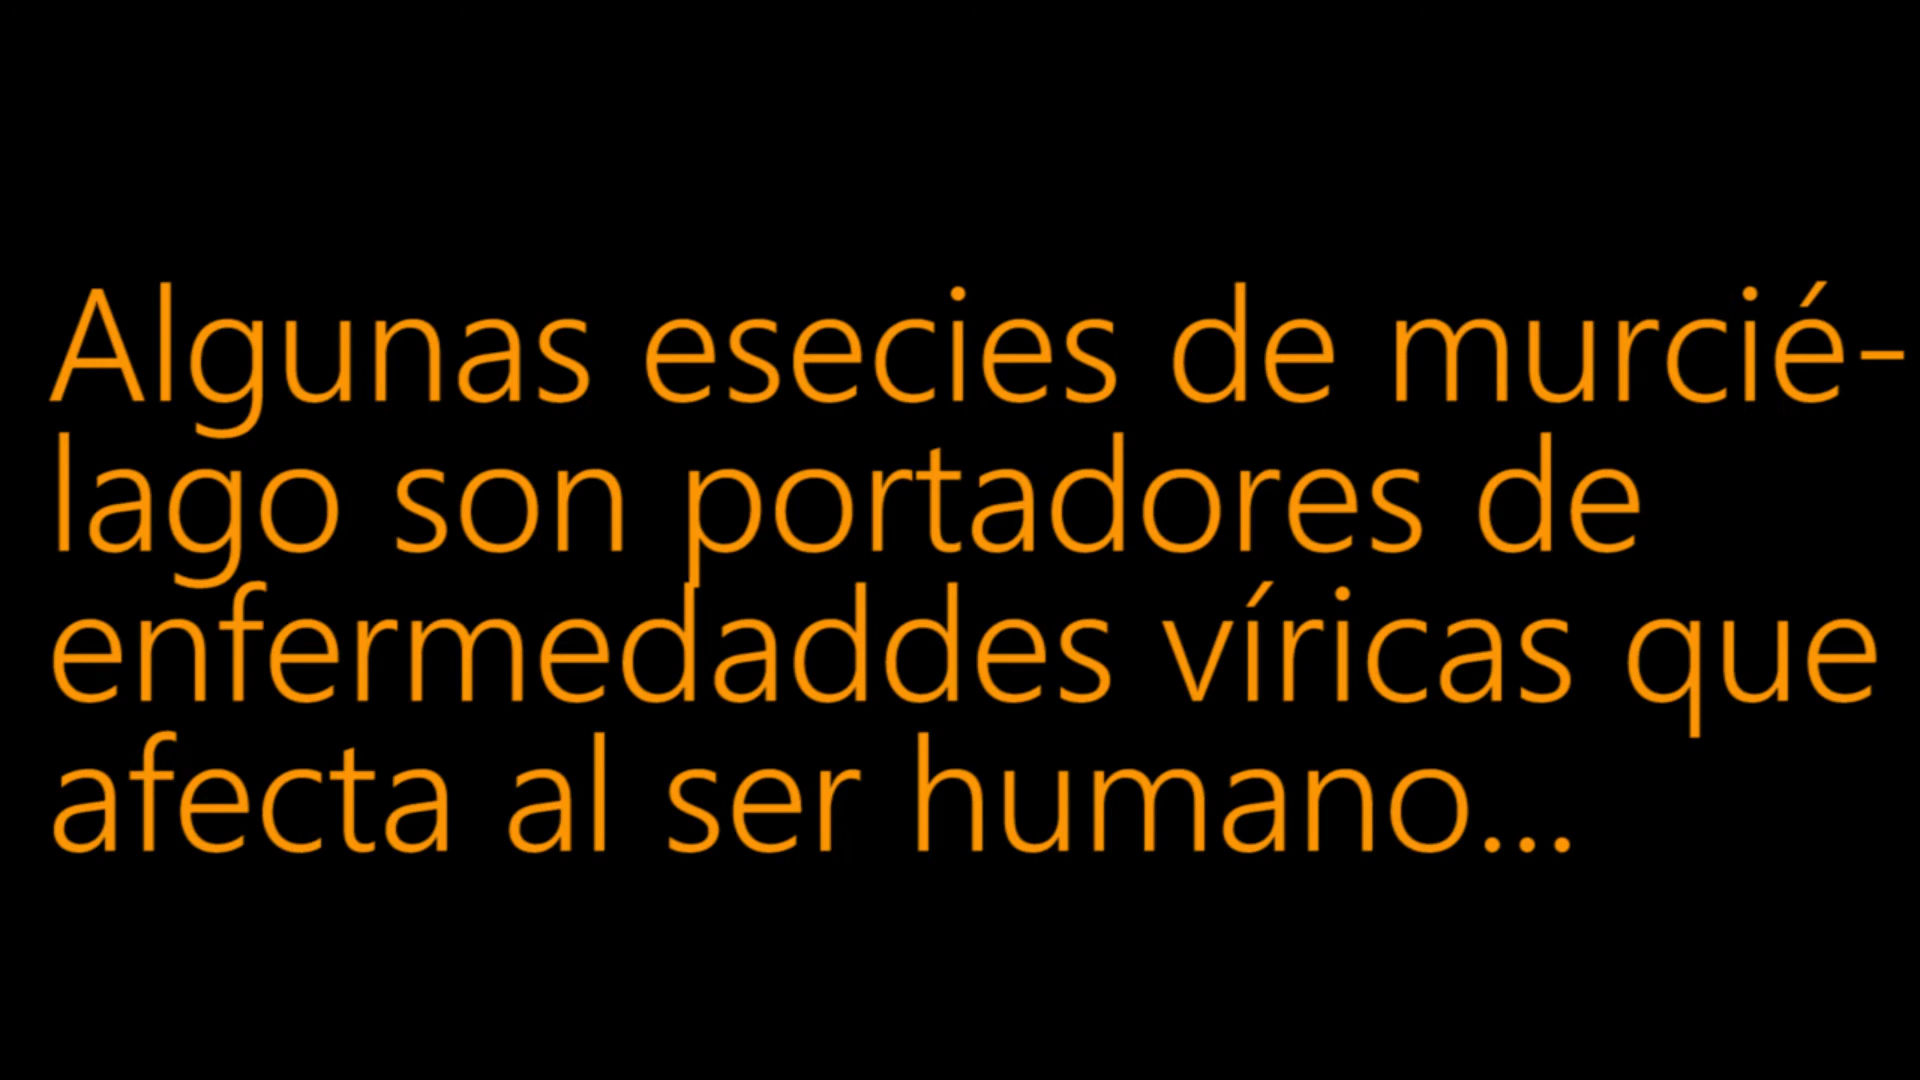 Algunas esecies de murcié-
lago son portadores de
enfermedaddes víricas que
afecta al ser humano...